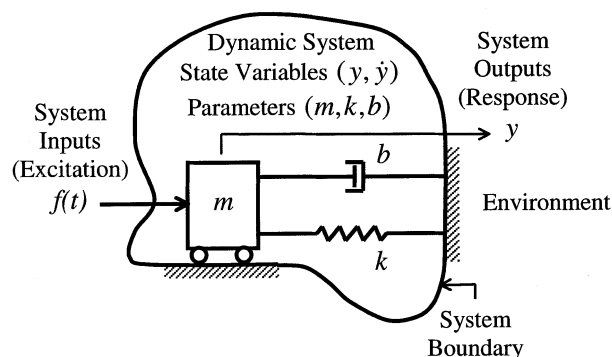 Dynamic System
State Variables (y, ẏ)
Parameters (m,k,b)
System
Outputs
(Response)
y
System
Inputs
(Excitation)
f(t)
m
b
k
Environment
System
Boundary